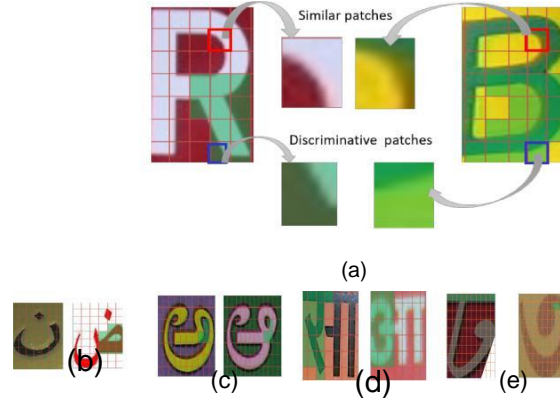 Similar patches
R B
Discriminative patches
(a)
ن
(b) (c) (d) (e)